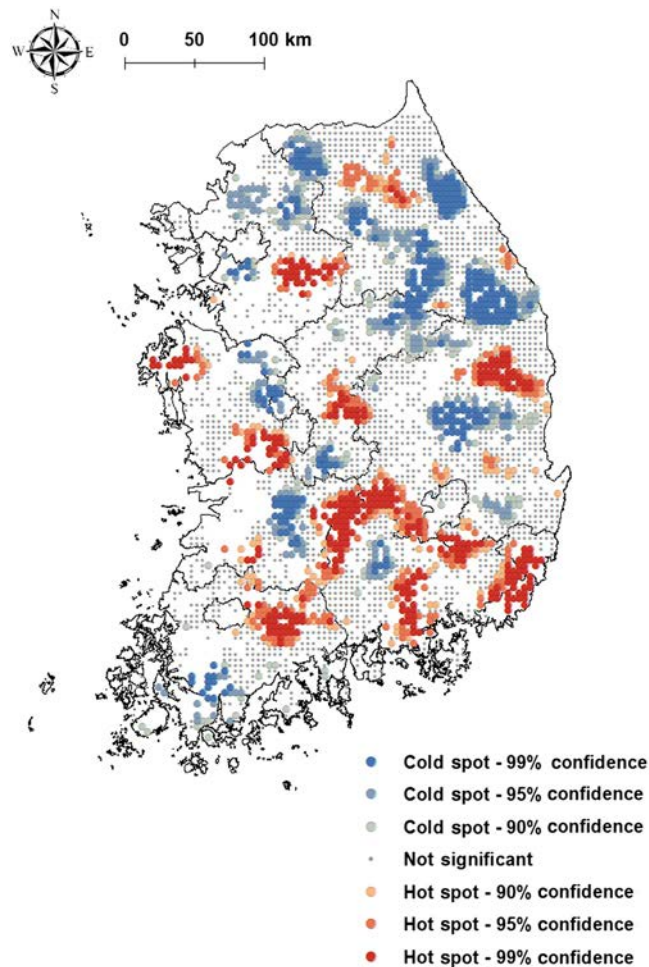 N
W E
S
0 50 100 km
Cold spot - 99% confidence
Cold spot - 95% confidence
Cold spot - 90% confidence
Not significant
Hot spot - 90% confidence
Hot spot - 95% confidence
Hot spot - 99% confidence